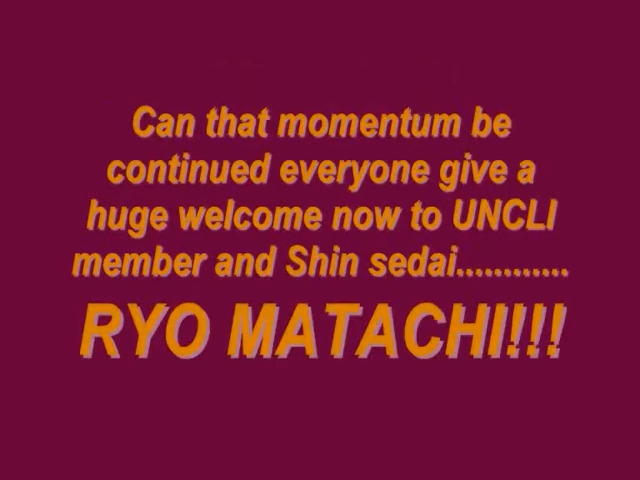 Can that momentum be
continued everyone give a
huge welcome now to UNCLI
member and Shin sedai............
RYO MATACHI!!!